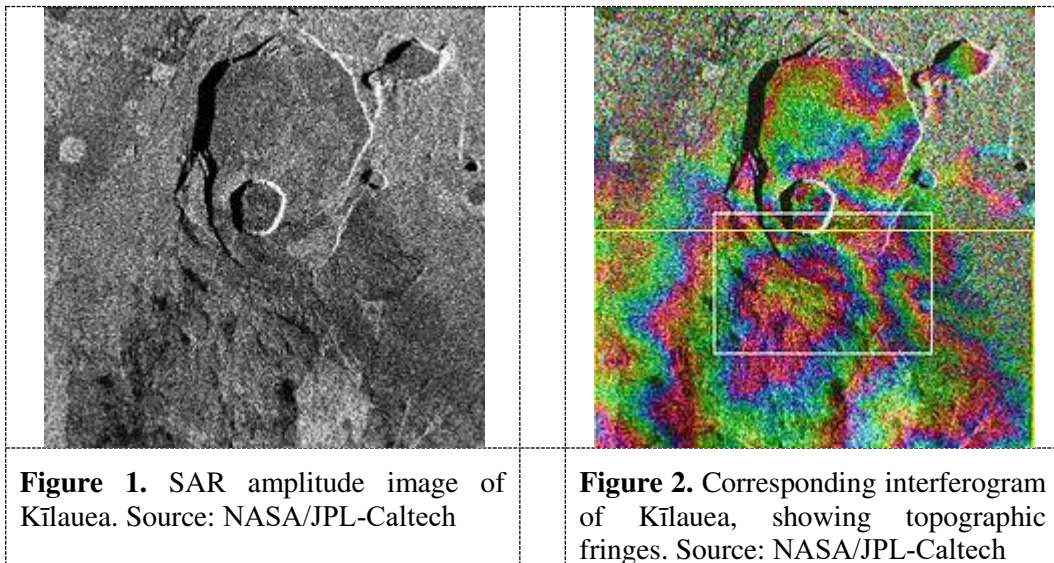 Figure 1. SAR amplitude image of
Kīlauea. Source: NASA/JPL-Caltech
Figure 2. Corresponding interferogram
of Kīlauea, showing topographic
fringes. Source: NASA/JPL-Caltech